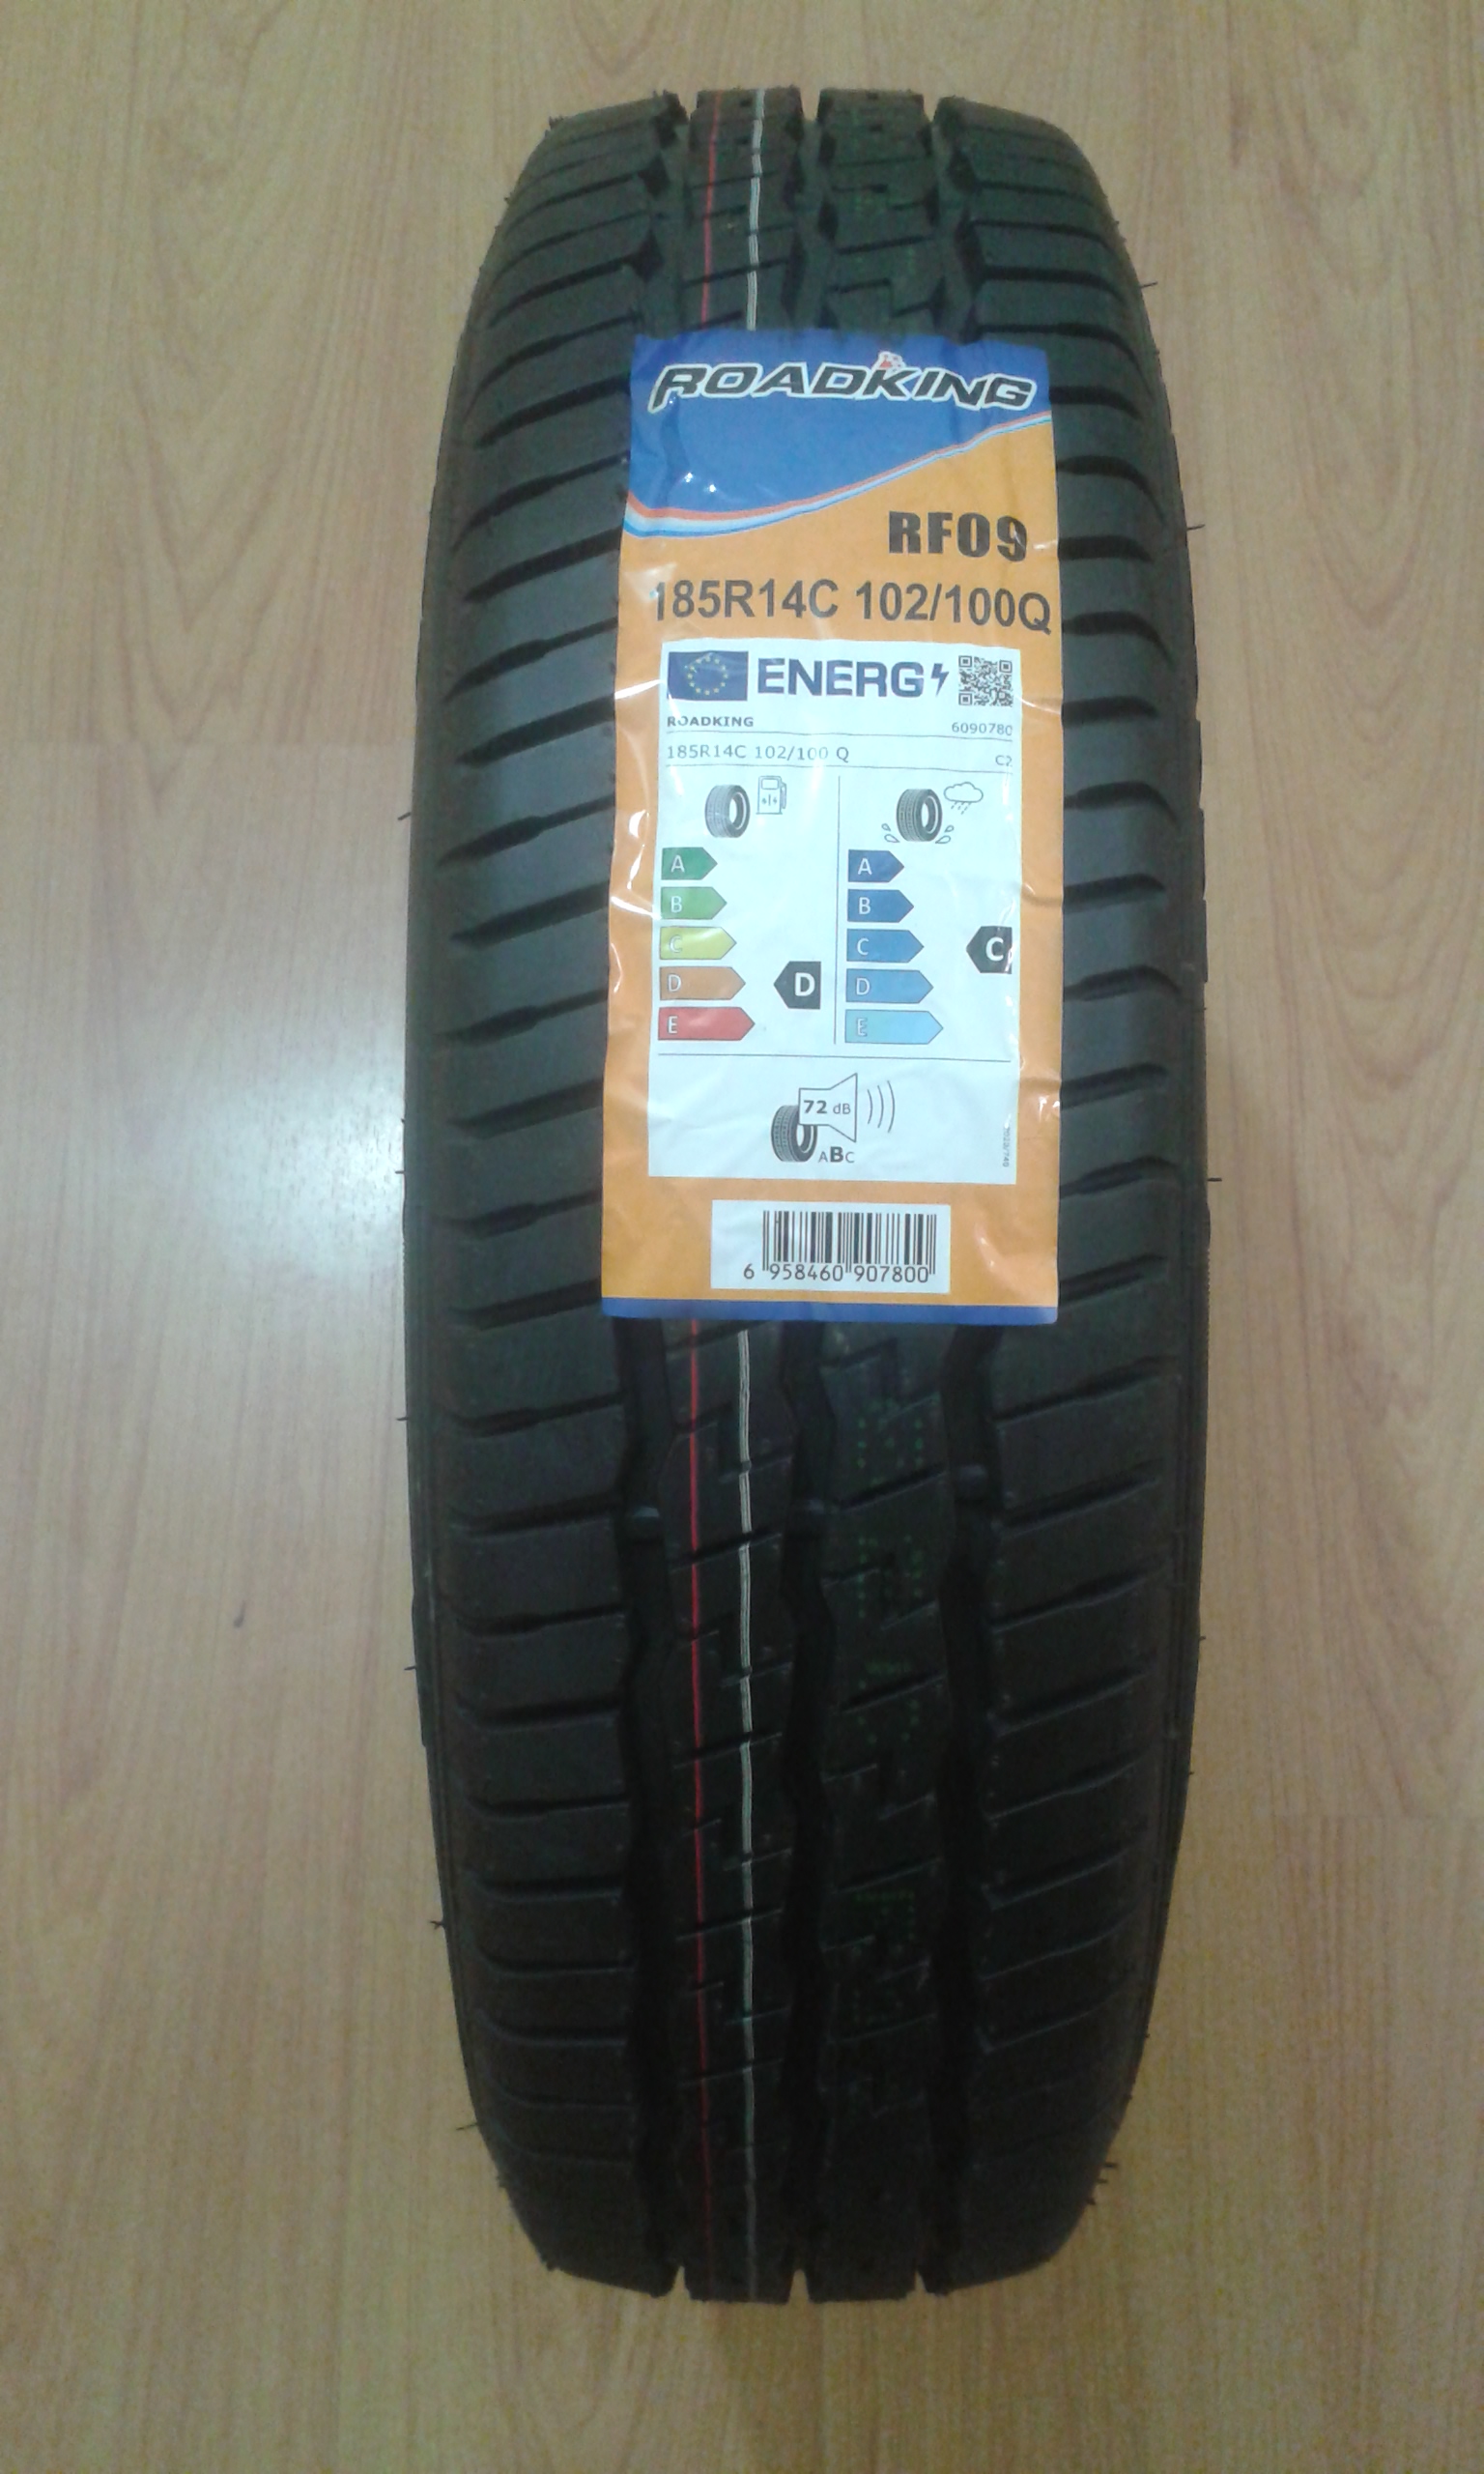 ROADKING
RF09
185R14C 102/100Q
ENERG
ROADKING 6090780
185R14C 102/100 Q C2
A A
B B
C C C
D D D
E E
72 dB
ABC
6 958460 907800